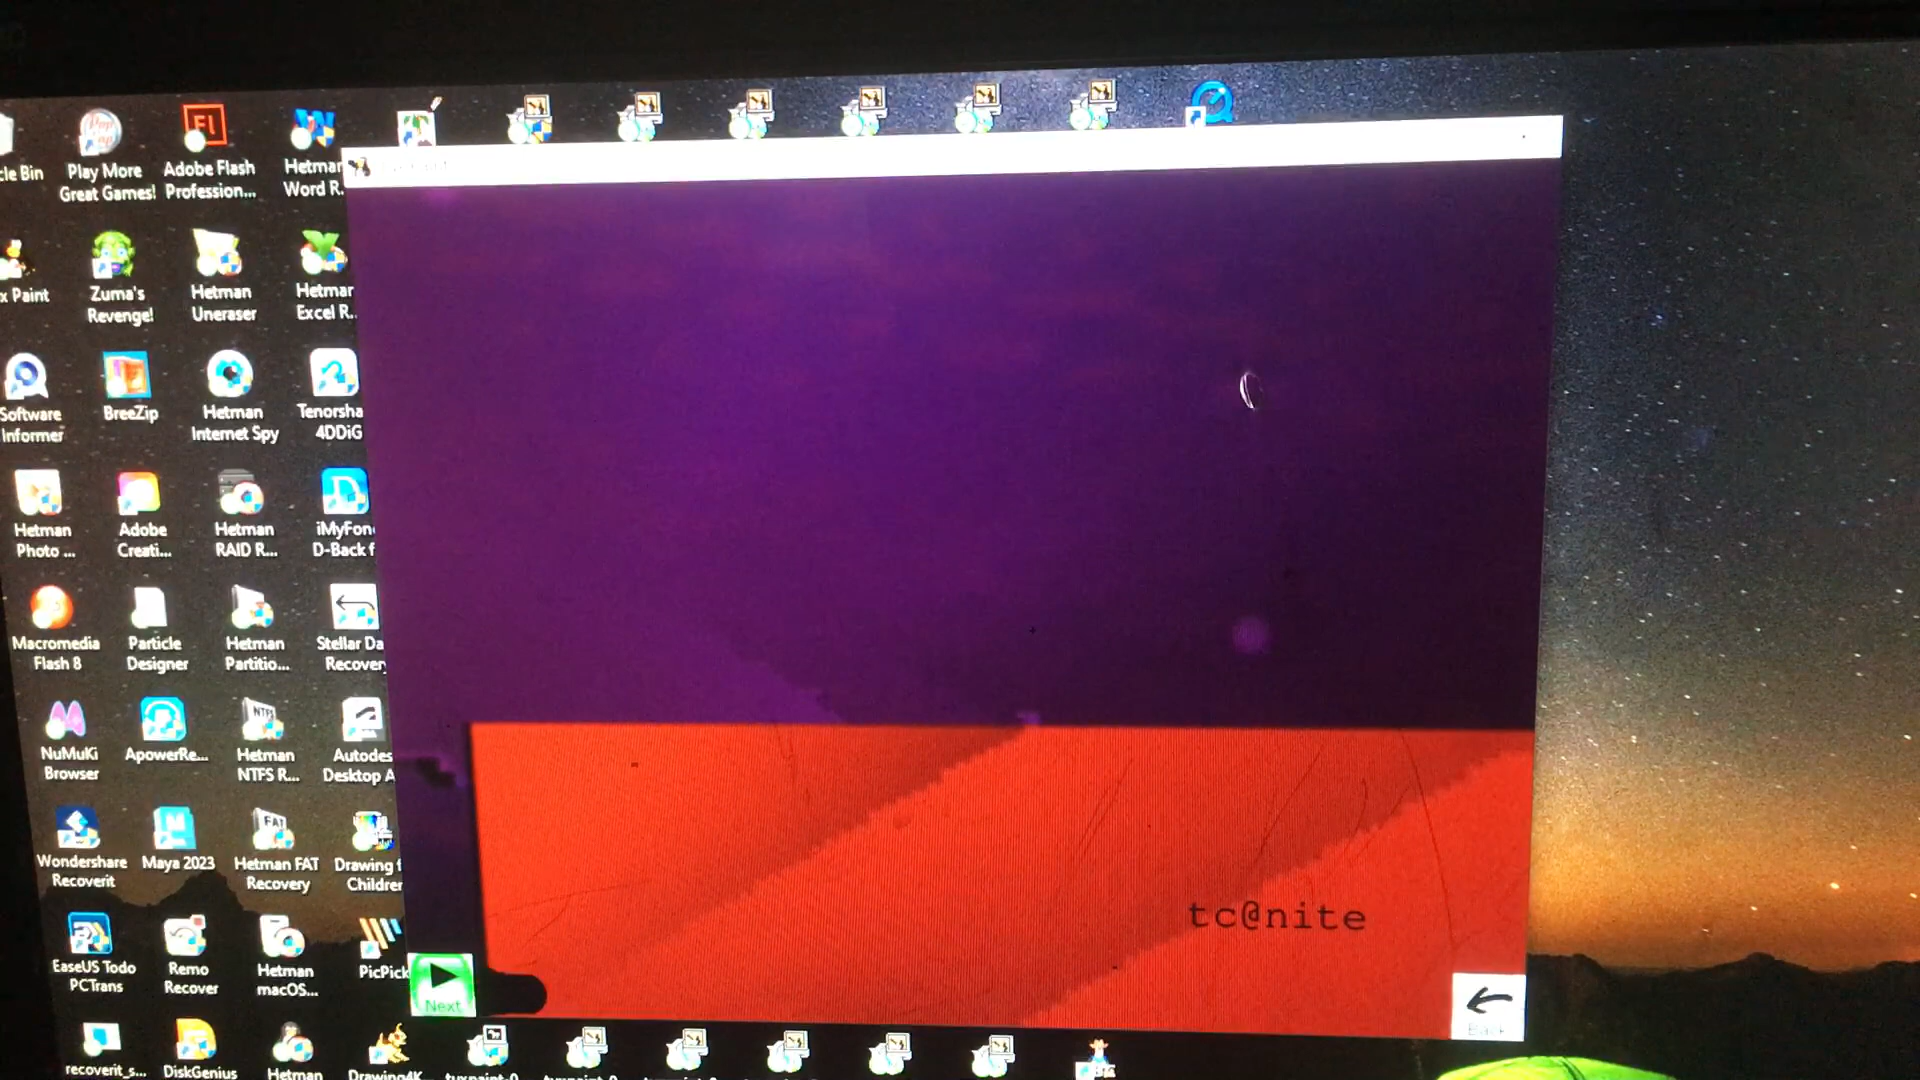 cle Bin
Play More
Great Games!
Adobe Flash
Profession...
Hetman
Word R...
x Paint
Zuma's
Revenge!
Hetman
Uneraser
Hetman
Excel R...
Software
Informer
BreeZip
Hetman
Internet Spy
Tenorsha
4DDiG
Hetman
Photo ...
Adobe
Creati...
Hetman
RAID R...
iMyFon
D-Back f
Macromedia
Flash 8
Particle
Designer
Hetman
Partitio...
Stellar Da
Recovery
NuMuKi
Browser
ApowerRe...
Hetman
NTFS R...
Autodes
Desktop A
Wondershare
Recoverit
Maya 2023
Hetman FAT
Recovery
Drawing f
Children
tc@nite
EaseUS Todo
PCTrans
Remo
Recover
Hetman
macOS...
PicPick
Next
Back
recoverit_s...
DiskGenius
Hetman
Drawing4K...